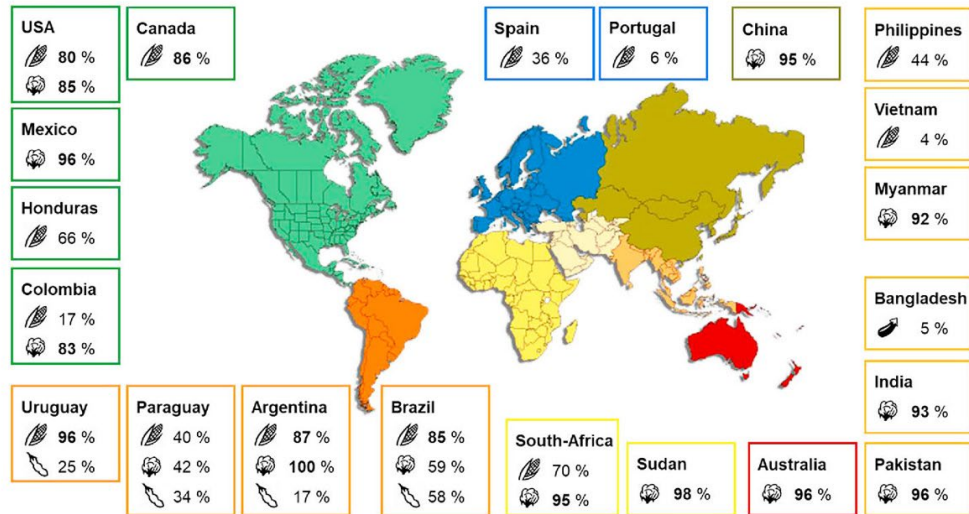 USA
80 %
85 %
Canada
86 %
Spain
36 %
Portugal
6 %
China
95 %
Philippines
44 %
Mexico
96 %
Vietnam
4 %
Honduras
66 %
Myanmar
92 %
Colombia
17 %
83 %
Bangladesh
5 %
India
93 %
Uruguay
96 %
25 %
Paraguay
40 %
42 %
34 %
Argentina
87 %
100 %
17 %
Brazil
85 %
59 %
58 %
South-Africa
70 %
95 %
Sudan
98 %
Australia
96 %
Pakistan
96 %